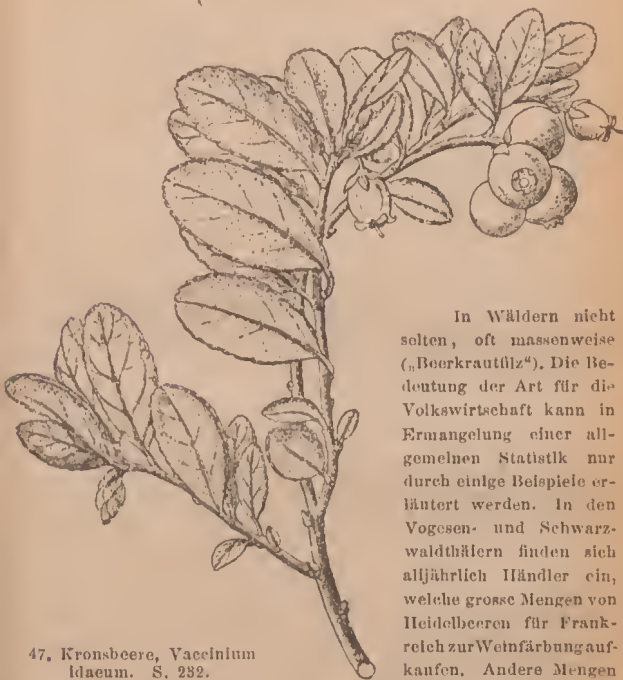 In Wäldern nicht
selten, oft massenweise
(„Beerkrautfilz“). Die Be-
deutung der Art für die
Volkswirtschaft kann in
Ermangelung einer all-
gemeinen Statistik nur
durch einige Beispiele er-
läutert werden. In den
Vogesen- und Schwarz-
waldthälern finden sich
alljährlich Händler ein,
welche grosse Mengen von
Heidelbeeren für Frank-
reich zur Weinfärbung auf-
kaufen. Andere Mengen
47. Kronsbeere, Vaccinium
Idaeum. S. 232.